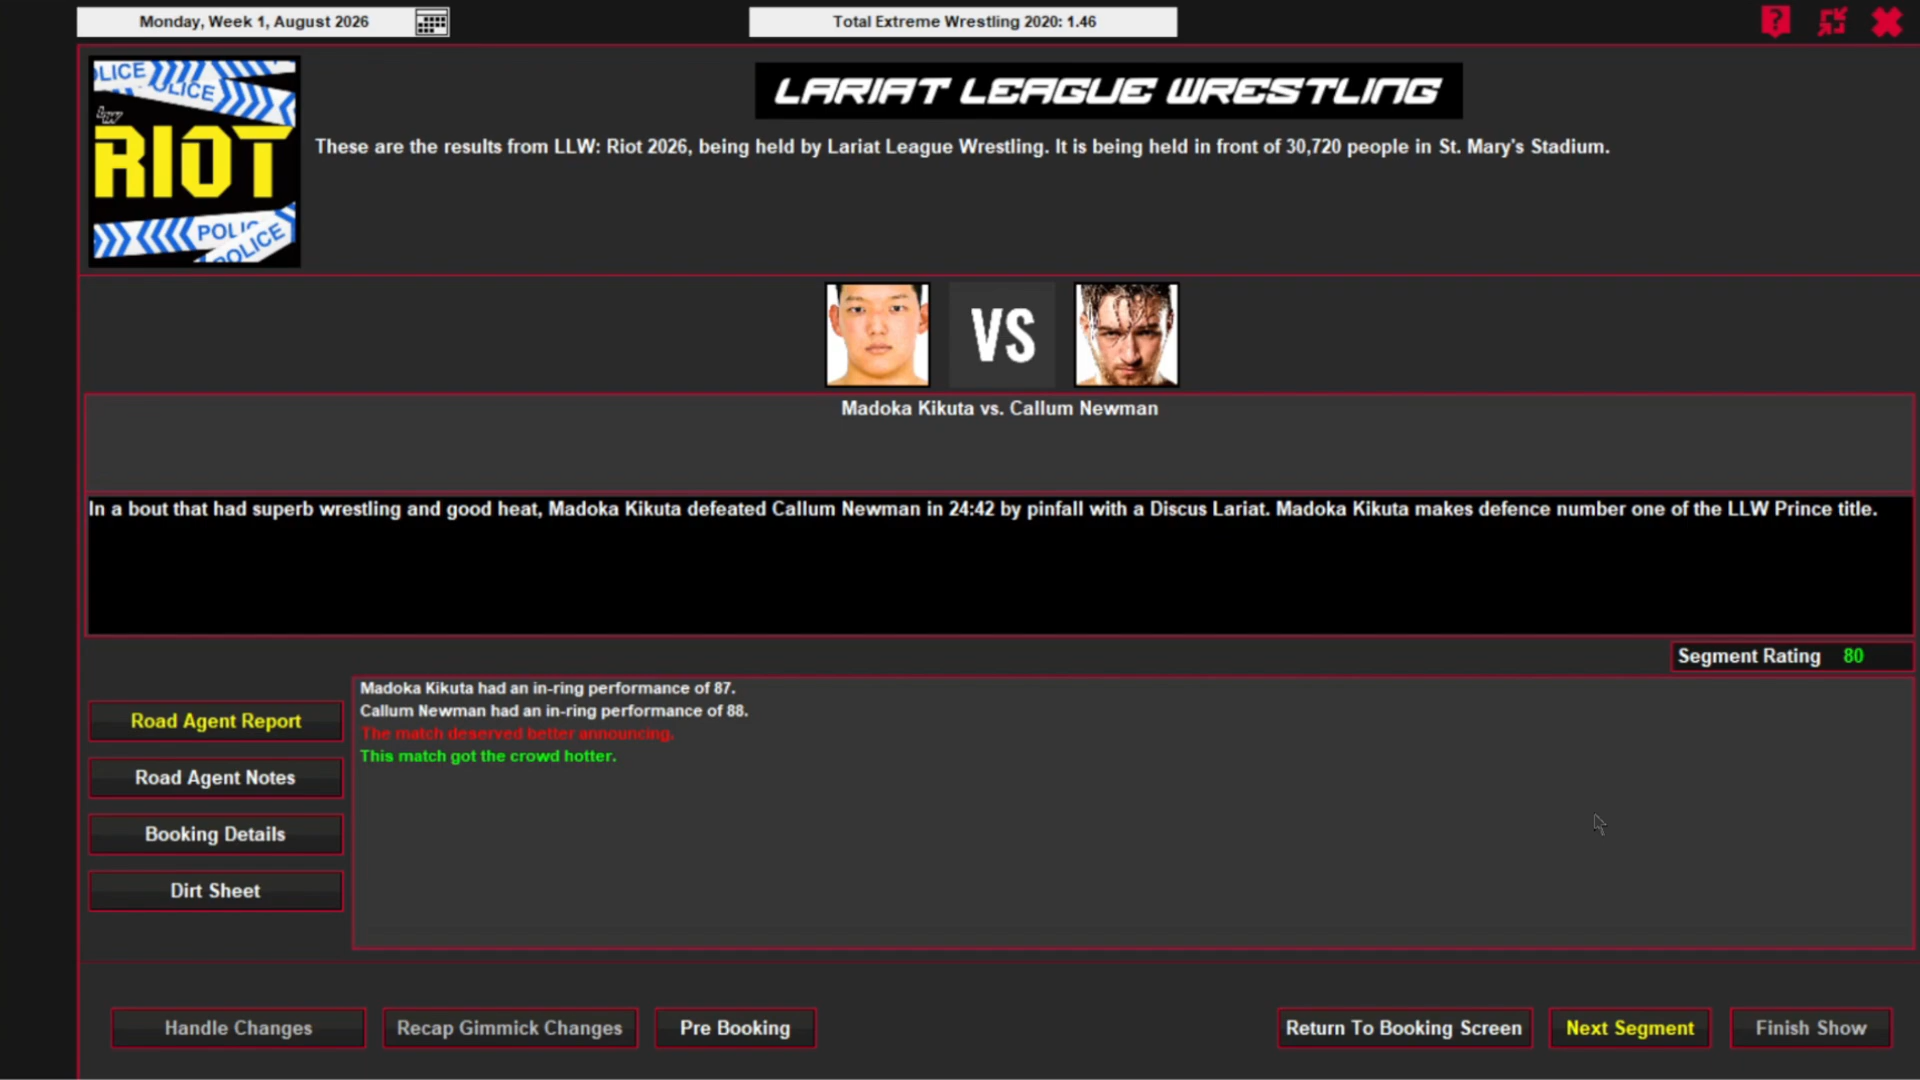 Monday, Week 1, August 2026
Total Extreme Wrestling 2020: 1.46
?
POLICE
POLICE
LLW
RIOT
POLICE
POLICE
LARIAT LEAGUE WRESTLING
These are the results from LLW: Riot 2026, being held by Lariat League Wrestling. It is being held in front of 30,720 people in St. Mary's Stadium.
VS
Madoka Kikuta vs. Callum Newman
In a bout that had superb wrestling and good heat, Madoka Kikuta defeated Callum Newman in 24:42 by pinfall with a Discus Lariat. Madoka Kikuta makes defence number one of the LLW Prince title.
Segment Rating 80
Road Agent Report
Road Agent Notes
Booking Details
Dirt Sheet
Madoka Kikuta had an in-ring performance of 87.
Callum Newman had an in-ring performance of 88.
The match deserved better announcing.
This match got the crowd hotter.
Handle Changes
Recap Gimmick Changes
Pre Booking
Return To Booking Screen
Next Segment
Finish Show